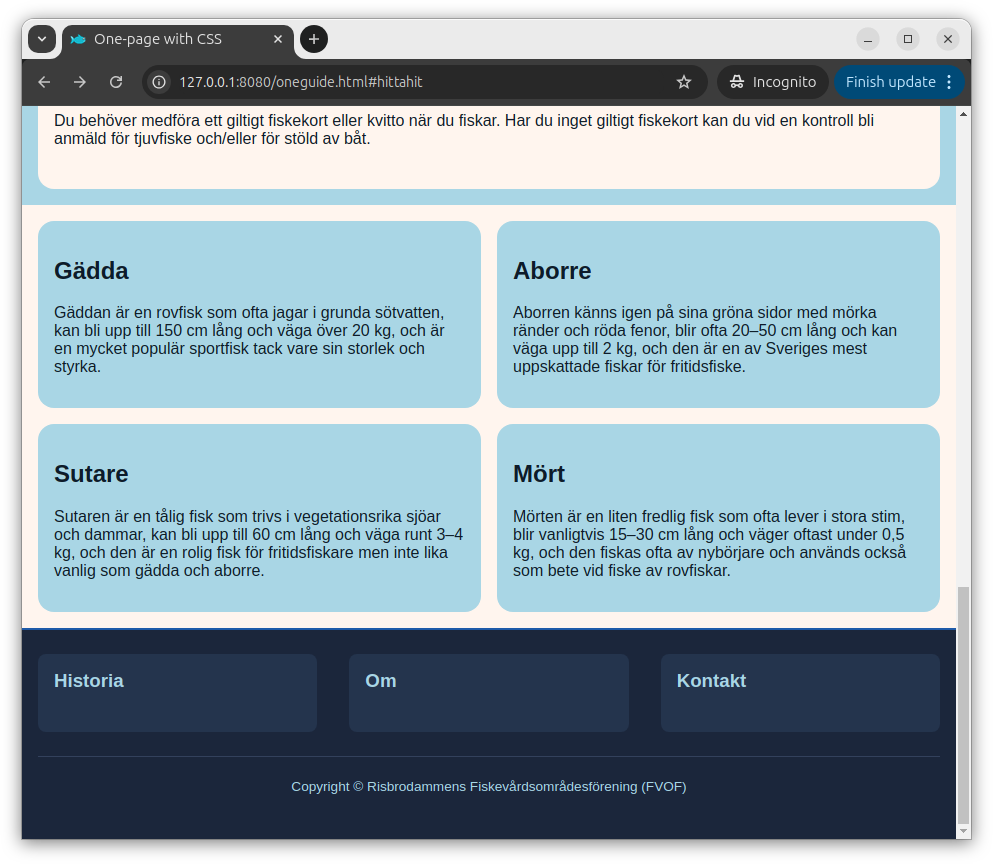 One-page with CSS
127.0.0.1:8080/oneguide.html#hittahit
Incognito
Finish update
Du behöver medföra ett giltigt fiskekort eller kvitto när du fiskar. Har du inget giltigt fiskekort kan du vid en kontroll bli
anmäld för tjuvfiske och/eller för stöld av båt.
Gädda
Gäddan är en rovfisk som ofta jagar i grunda sötvatten,
kan bli upp till 150 cm lång och väga över 20 kg, och är
en mycket populär sportfisk tack vare sin storlek och
styrka.
Aborre
Aborren känns igen på sina gröna sidor med mörka
ränder och röda fenor, blir ofta 20–50 cm lång och kan
väga upp till 2 kg, och den är en av Sveriges mest
uppskattade fiskar för fritidsfiske.
Sutare
Sutaren är en tålig fisk som trivs i vegetationsrika sjöar
och dammar, kan bli upp till 60 cm lång och väga runt 3–4
kg, och den är en rolig fisk för fritidsfiskare men inte lika
vanlig som gädda och aborre.
Mört
Mörten är en liten fredlig fisk som ofta lever i stora stim,
blir vanligtvis 15–30 cm lång och väger oftast under 0,5
kg, och den fiskas ofta av nybörjare och används också
som bete vid fiske av rovfiskar.
Historia
Om
Kontakt
Copyright © Risbrodammens Fiskevårdsområdesförening (FVOF)